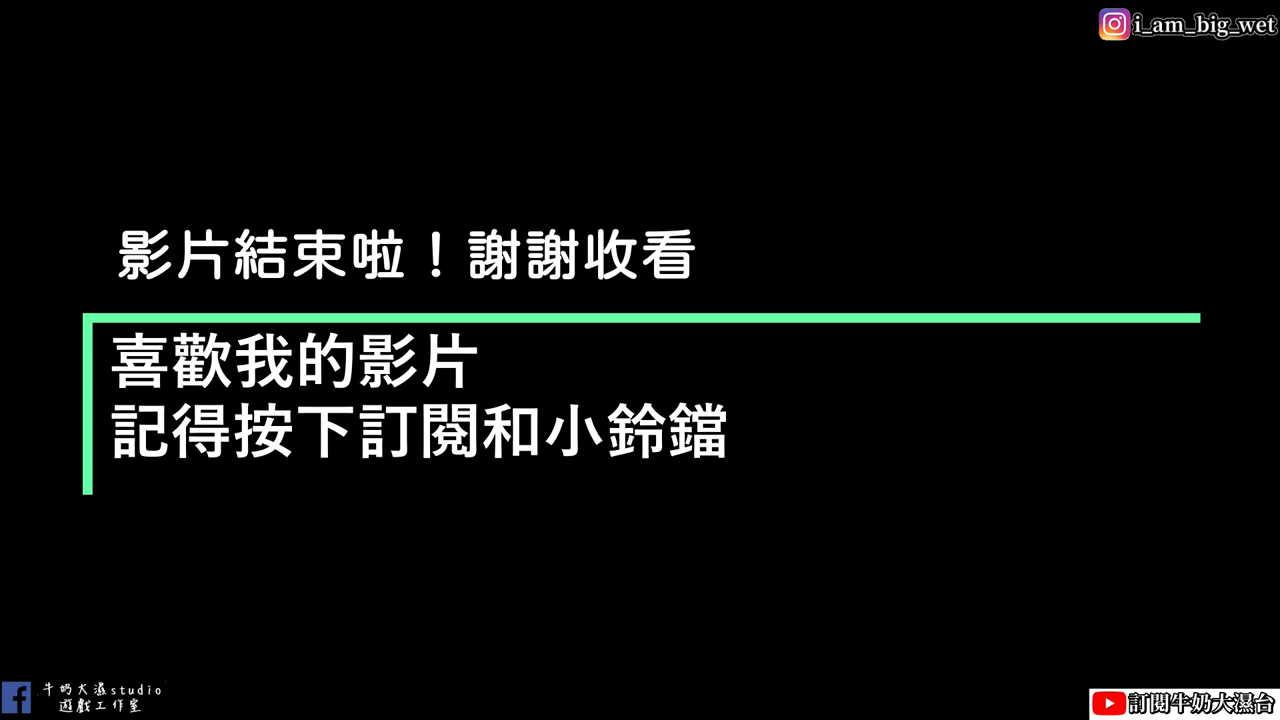 i_am_big_wet
影片結束啦！謝謝收看
喜歡我的影片
記得按下訂閱和小鈴鐺
牛奶大濕studio
遊戲工作室
訂閱牛奶大濕台